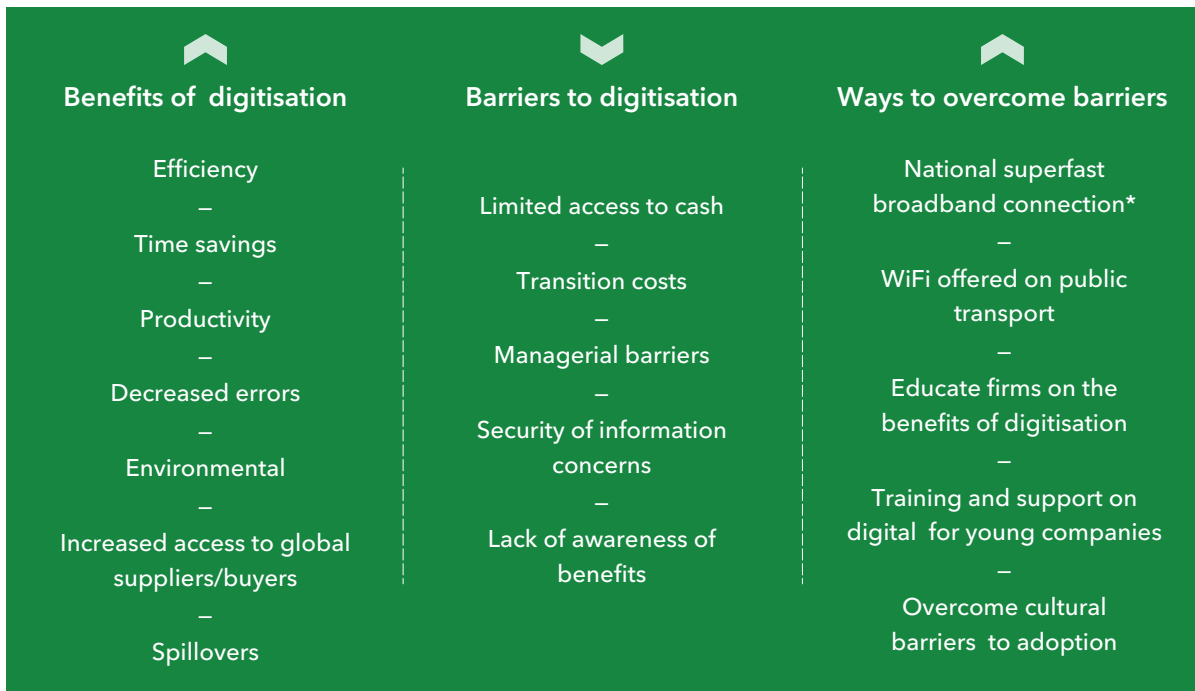 Benefits of digitisation
Efficiency
–
Time savings
–
Productivity
–
Decreased errors
–
Environmental
–
Increased access to global
suppliers/buyers
–
Spillovers
Barriers to digitisation
Limited access to cash
–
Transition costs
–
Managerial barriers
–
Security of information
concerns
–
Lack of awareness of
benefits
Ways to overcome barriers
National superfast
broadband connection*
–
WiFi offered on public
transport
–
Educate firms on the
benefits of digitisation
–
Training and support on
digital for young companies
–
Overcome cultural
barriers to adoption